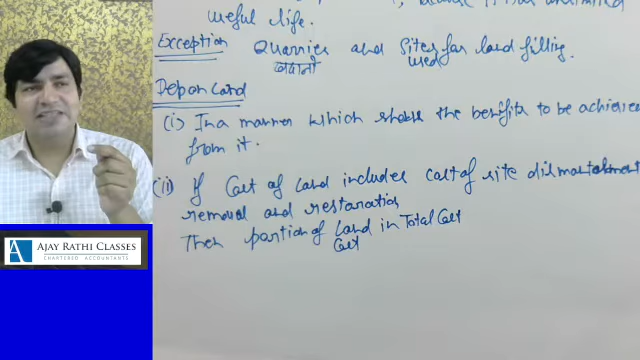 useful life.
Exception Quarries and Sites used for land filling.
खदानों
Dep on Land
(i) In a manner which shows the benefits to be achieved
from it.
(ii) If Cost of Land includes cost of site dismantlement
removal and restoration
Then portion of Land Cost in Total Cost
A AJAY RATHI CLASSES
CHARTERED ACCOUNTANTS